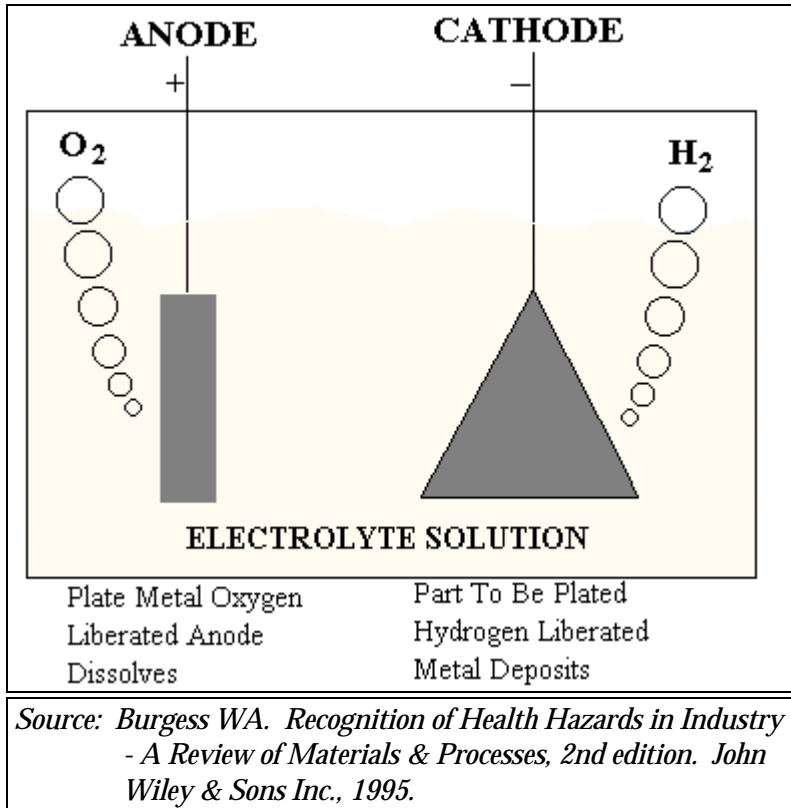 ANODE CATHODE
+ −
O2 H2
ELECTROLYTE SOLUTION
Plate Metal Oxygen
Liberated Anode
Dissolves
Part To Be Plated
Hydrogen Liberated
Metal Deposits
Source: Burgess WA. Recognition of Health Hazards in Industry
- A Review of Materials & Processes, 2nd edition. John
Wiley & Sons Inc., 1995.